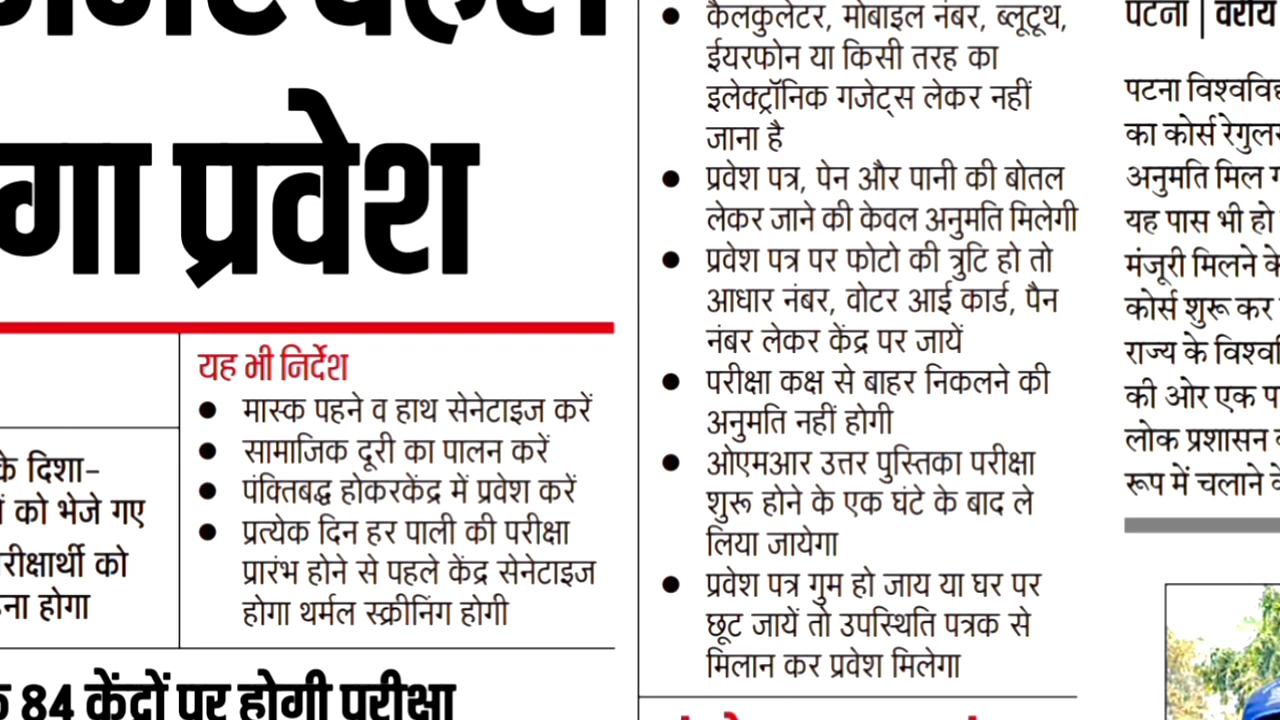 गा प्रवेश
यह भी निर्देश
● मास्क पहने व हाथ सेनेटाइज करें
● सामाजिक दूरी का पालन करें
● पंक्तिबद्ध होकरकेंद्र में प्रवेश करें
● प्रत्येक दिन हर पाली की परीक्षा
प्रारंभ होने से पहले केंद्र सेनेटाइज
होगा थर्मल स्क्रीनिंग होगी
के दिशा-
को भेजे गए
रीक्षार्थी को
होगा
84 केंद्रों पर होगी परीक्षा
● कैलकुलेटर, मोबाइल नंबर, ब्लूटूथ,
ईयरफोन या किसी तरह का
इलेक्ट्रॉनिक गजेट्स लेकर नहीं
जाना है
● प्रवेश पत्र, पेन और पानी की बोतल
लेकर जाने की केवल अनुमति मिलेगी
● प्रवेश पत्र पर फोटो की त्रुटि हो तो
आधार नंबर, वोटर आई कार्ड, पैन
नंबर लेकर केंद्र पर जायें
● परीक्षा कक्ष से बाहर निकलने की
अनुमति नहीं होगी
● ओएमआर उत्तर पुस्तिका परीक्षा
शुरू होने के एक घंटे के बाद ले
लिया जायेगा
● प्रवेश पत्र गुम हो जाय या घर पर
छूट जायें तो उपस्थिति पत्रक से
मिलान कर प्रवेश मिलेगा
पटना | वरीय
पटना विश्ववि
का कोर्स रेगुल
अनुमति मिल
यह पास भी हो
मंजूरी मिलने के
कोर्स शुरू कर
राज्य के विश्ववि
की ओर एक प
लोक प्रशासन
रूप में चलाने के